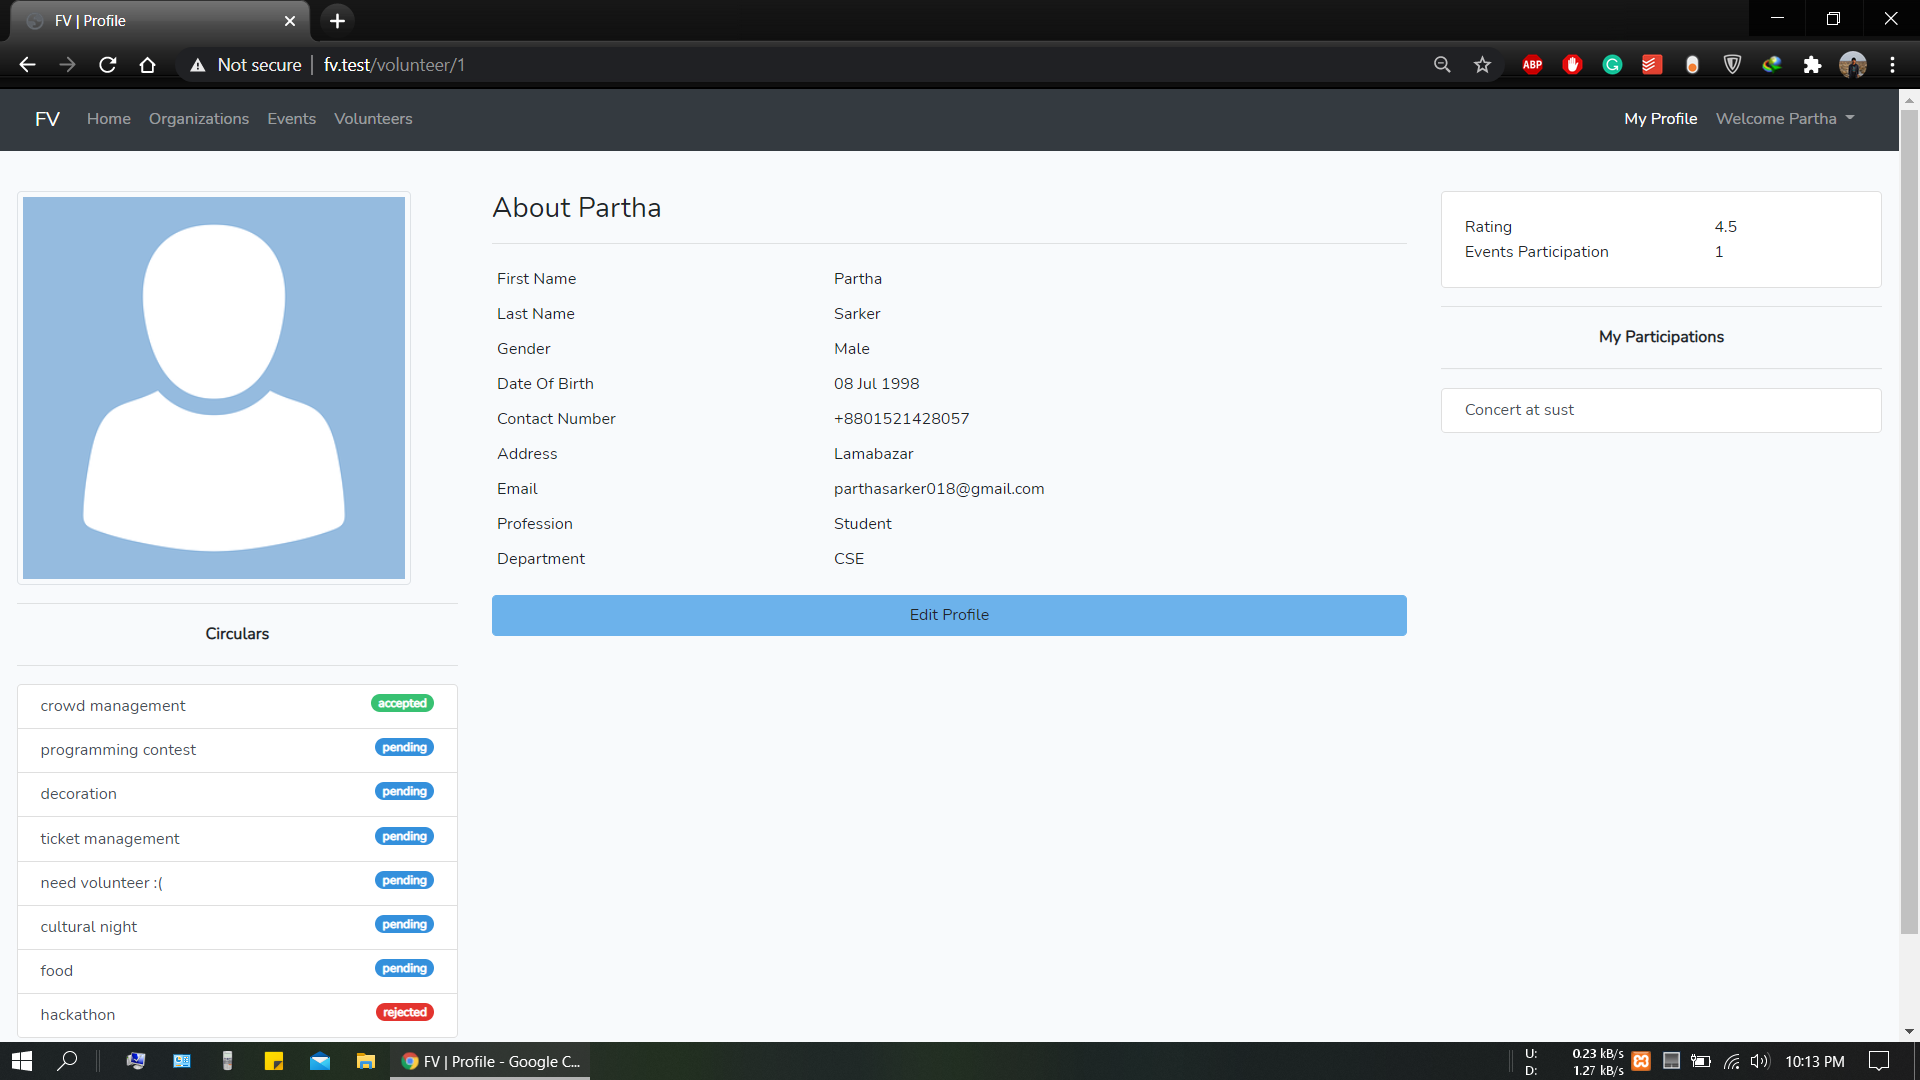 FV | Profile
Not secure fv.test/volunteer/1
ABP
FV Home Organizations Events Volunteers My Profile Welcome Partha
About Partha
First Name Partha
Last Name Sarker
Gender Male
Date Of Birth 08 Jul 1998
Contact Number +8801521428057
Address Lamabazar
Email parthasarker018@gmail.com
Profession Student
Department CSE
Edit Profile
Rating 4.5
Events Participation 1
My Participations
Concert at sust
Circulars
crowd management accepted
programming contest pending
decoration pending
ticket management pending
need volunteer :( pending
cultural night pending
food pending
hackathon rejected
FV | Profile - Google C...
U: 0.23 kB/s
D: 1.27 kB/s
10:13 PM